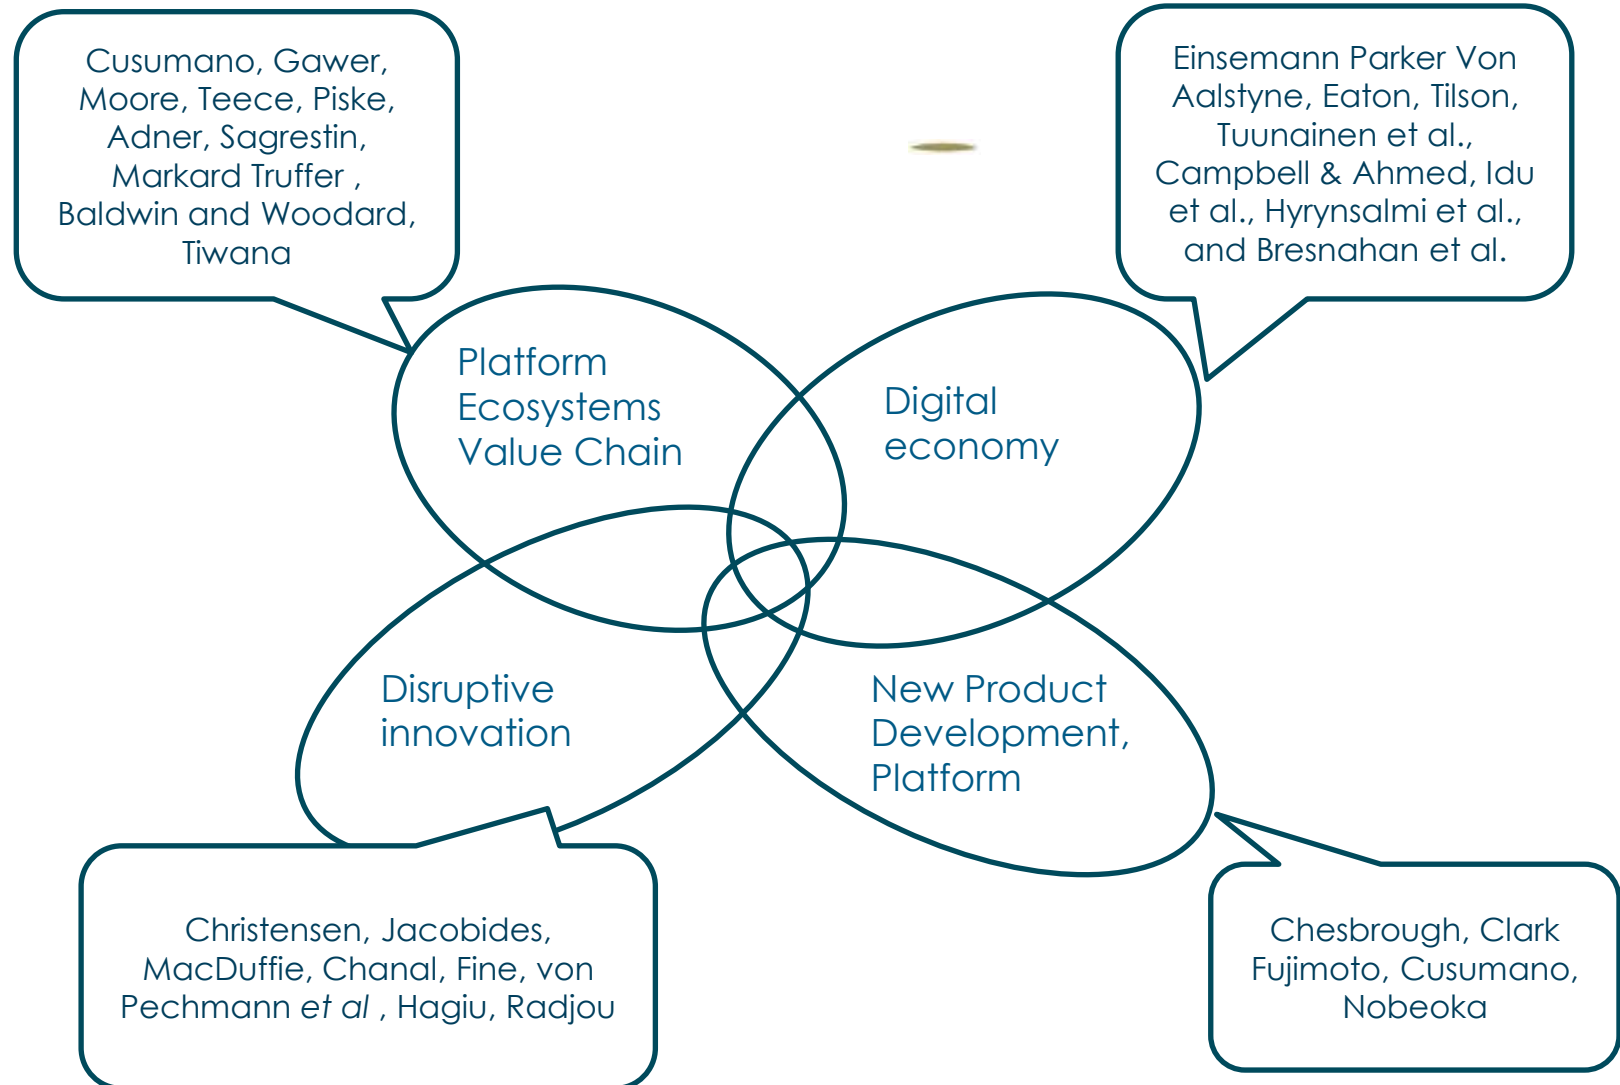 Cusumano, Gawer,
Moore, Teece, Piske,
Adner, Sagrestin,
Markard Truffer ,
Baldwin and Woodard,
Tiwana
Einsemann Parker Von
Aalstyne, Eaton, Tilson,
Tuunainen et al.,
Campbell & Ahmed, Idu
et al., Hyrynsalmi et al.,
and Bresnahan et al.
Platform
Ecosystems
Value Chain
Digital
economy
Disruptive
innovation
New Product
Development,
Platform
Christensen, Jacobides,
MacDuffie, Chanal, Fine, von
Pechmann et al , Hagiu, Radjou
Chesbrough, Clark
Fujimoto, Cusumano,
Nobeoka